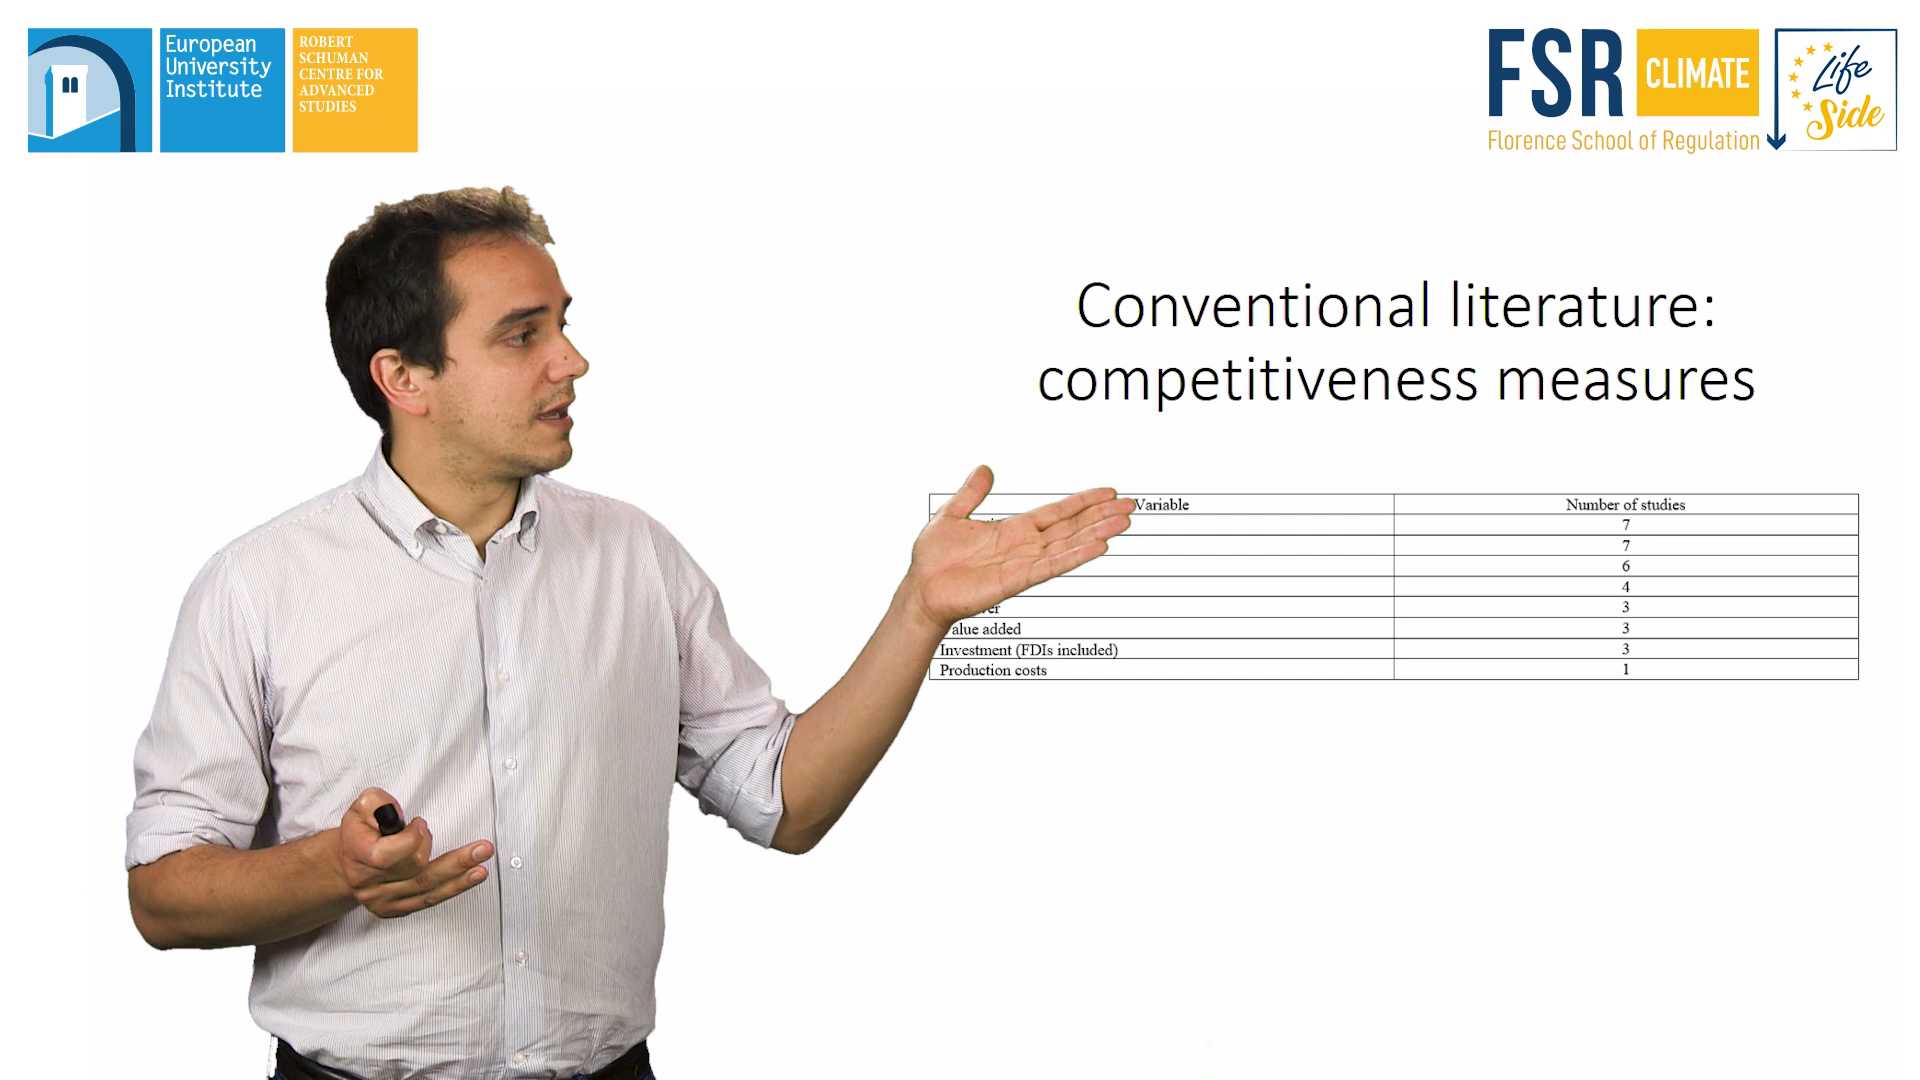 European
University
Institute
ROBERT
SCHUMAN
CENTRE FOR
ADVANCED
STUDIES
FSR
CLIMATE
Florence School of Regulation
Life
Side
Conventional literature:
competitiveness measures
Variable Number of studies
7
7
6
4
3
Value added 3
Investment (FDIs included) 3
Production costs 1